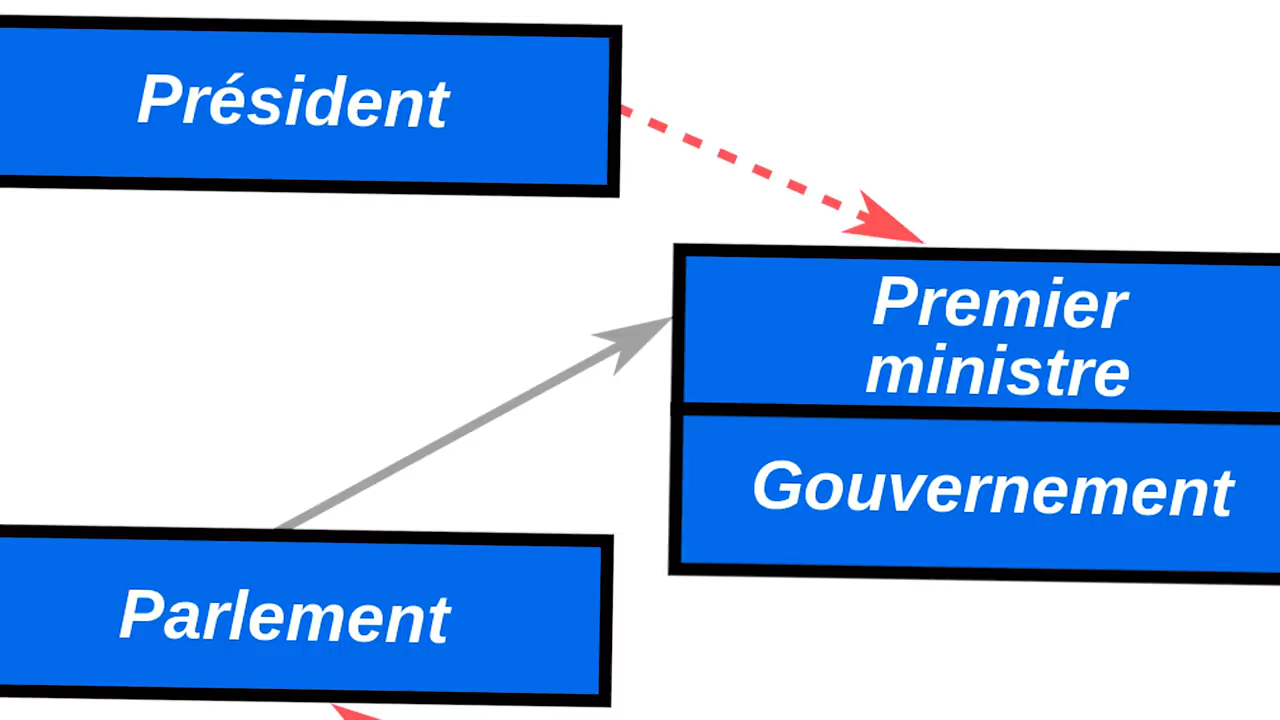 Président
Premier
ministre
Gouvernement
Parlement